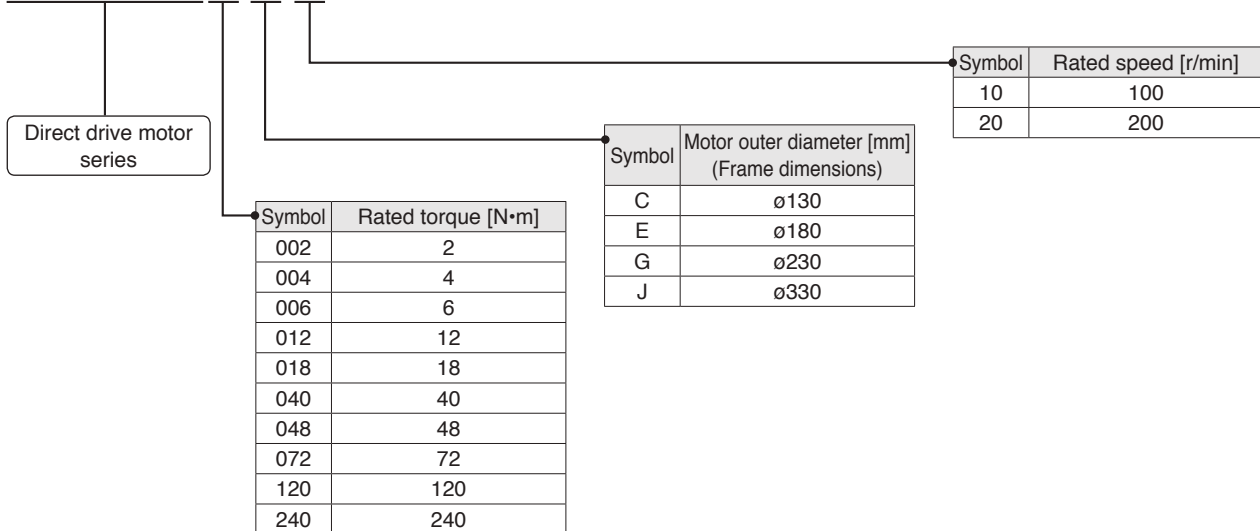 Symbol Rated speed [r/min]
10 100
20 200
Direct drive motor
series
Symbol Motor outer diameter [mm]
(Frame dimensions)
C ø130
E ø180
G ø230
J ø330
Symbol Rated torque [N•m]
002 2
004 4
006 6
012 12
018 18
040 40
048 48
072 72
120 120
240 240